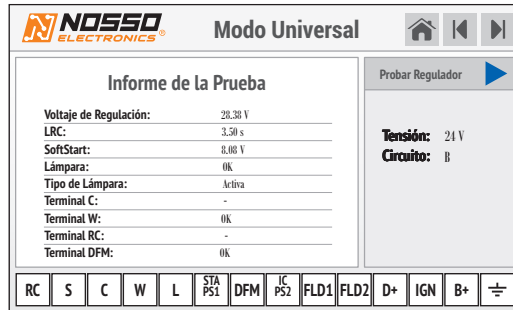 NOSSO ELECTRONICS®
Modo Universal
Informe de la Prueba
Voltaje de Regulación: 28.38 V
LRC: 3.50 s
SoftStart: 8.08 V
Lámpara: OK
Tipo de Lámpara: Activa
Terminal C: -
Terminal W: OK
Terminal RC: -
Terminal DFM: OK
Probar Regulador
Tensión: 24 V
Circuito: B
RC S C W L STA PS1 DFM IC PS2 FLD1 FLD2 D+ IGN B+